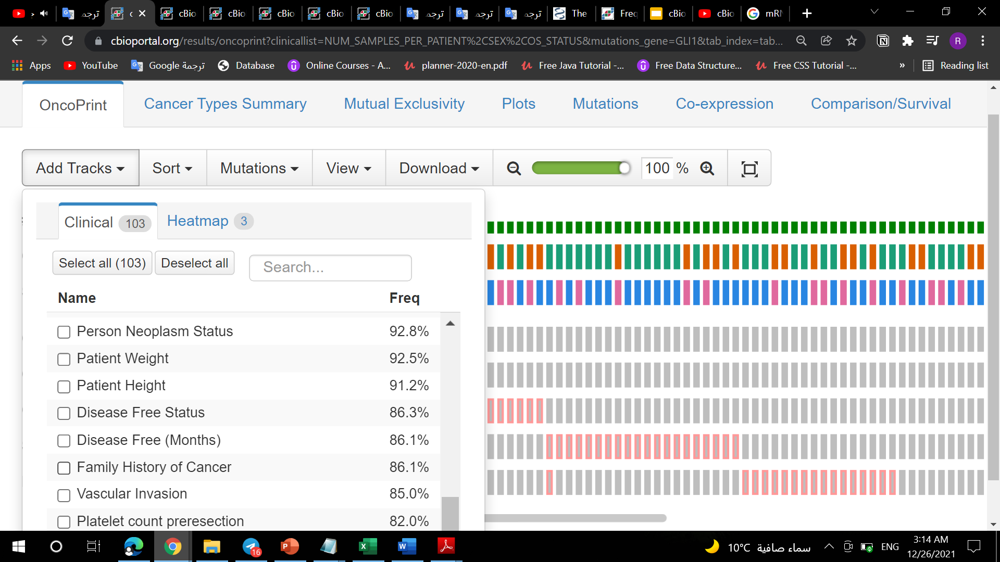 ترجد
c
cBio
cBio
cBio
cBio
cBio
ترجد
ترجد
ترجد
The
Freq
cBio
cBio
mRN
cbioportal.org/results/oncoprint?clinicallist=NUM_SAMPLES_PER_PATIENT%2CSEX%2COS_STATUS&mutations_gene=GLI1&tab_index=tab...
R
Apps
YouTube
ترجمة Google
Database
Online Courses - A...
planner-2020-en.pdf
Free Java Tutorial -...
Free Data Structure...
Free CSS Tutorial -...
»
Reading list
OncoPrint
Cancer Types Summary
Mutual Exclusivity
Plots
Mutations
Co-expression
Comparison/Survival
Add Tracks
Sort
Mutations
View
Download
100 %
Clinical 103
Heatmap 3
Select all (103)
Deselect all
Search...
Name Freq
Person Neoplasm Status 92.8%
Patient Weight 92.5%
Patient Height 91.2%
Disease Free Status 86.3%
Disease Free (Months) 86.1%
Family History of Cancer 86.1%
Vascular Invasion 85.0%
Platelet count preresection 82.0%
16
10°C سماء صافية
ENG
3:14 AM
12/26/2021